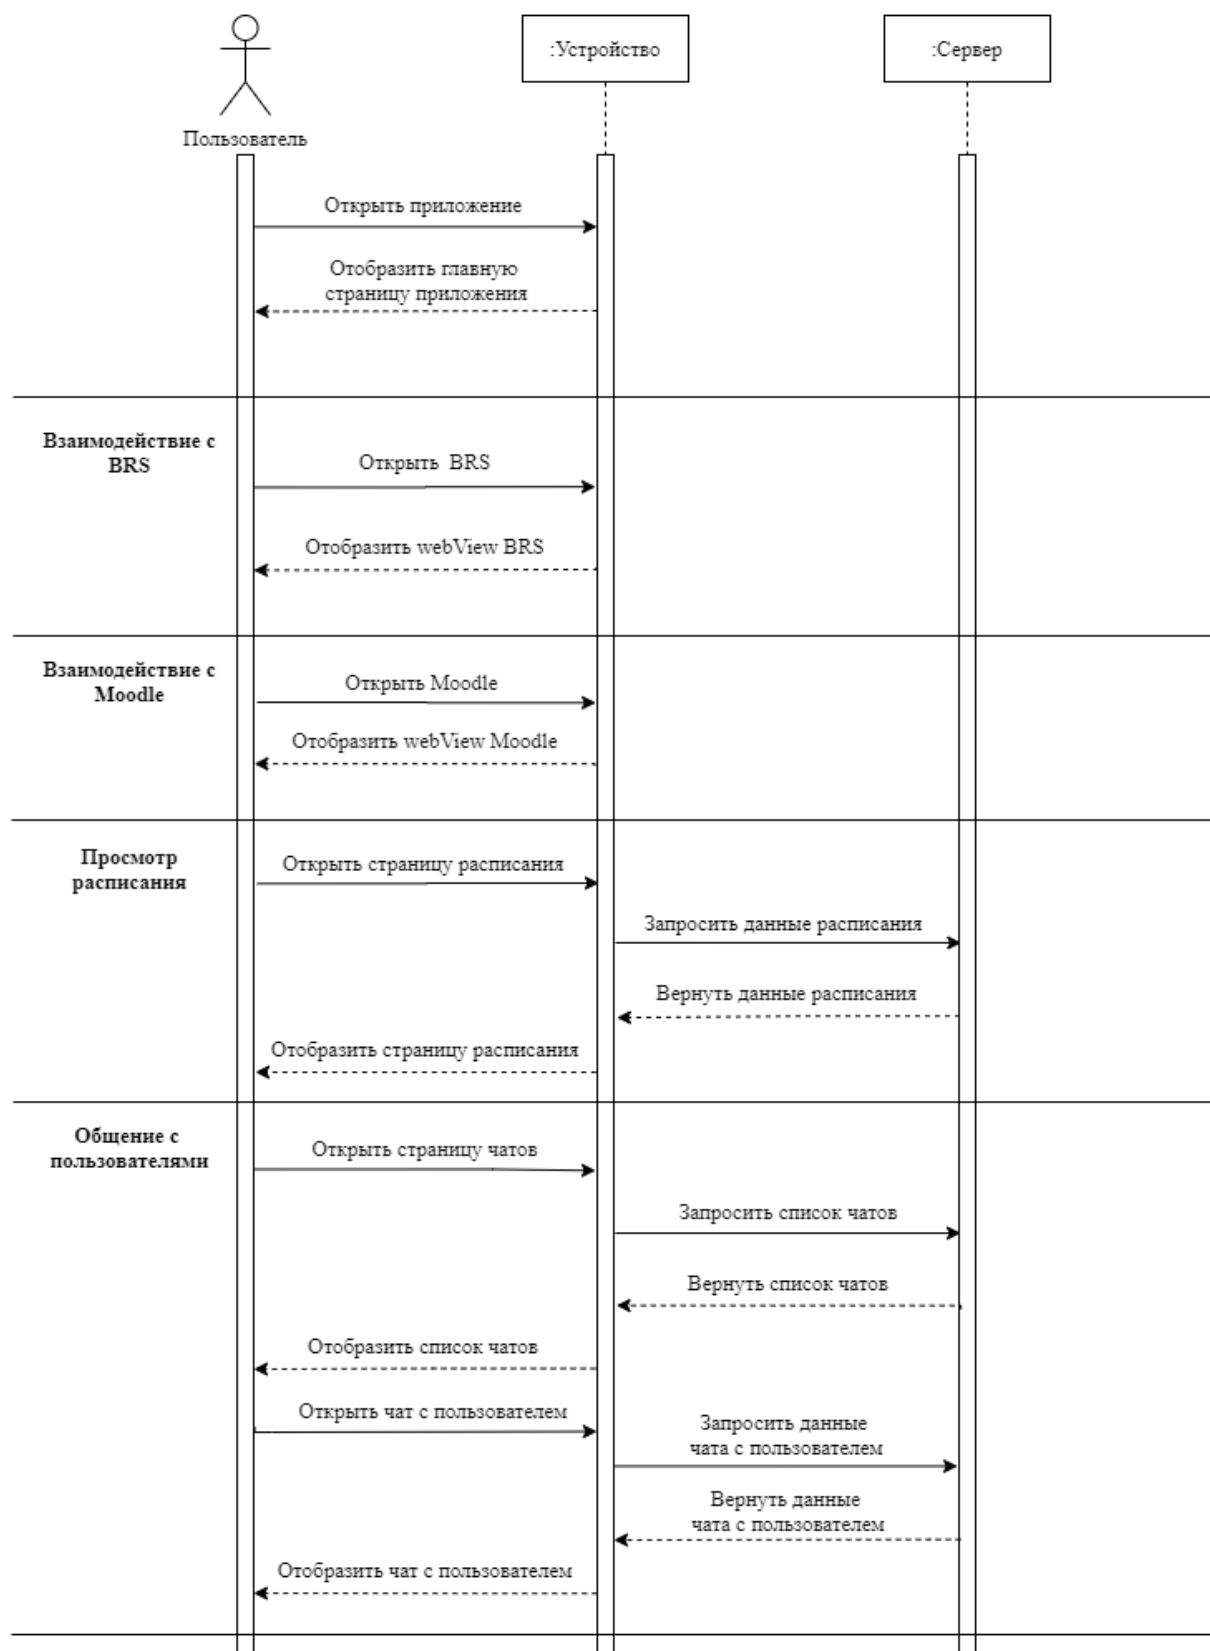 :Устройство
:Сервер
Пользователь
Открыть приложение
Отобразить главную
страницу приложения
Взаимодействие с
BRS
Открыть BRS
Отобразить webView BRS
Взаимодействие с
Moodle
Открыть Moodle
Отобразить webView Moodle
Просмотр
расписания
Открыть страницу расписания
Запросить данные расписания
Вернуть данные расписания
Отобразить страницу расписания
Общение с
пользователями
Открыть страницу чатов
Запросить список чатов
Вернуть список чатов
Отобразить список чатов
Открыть чат с пользователем
Запросить данные
чата с пользователем
Вернуть данные
чата с пользователем
Отобразить чат с пользователем